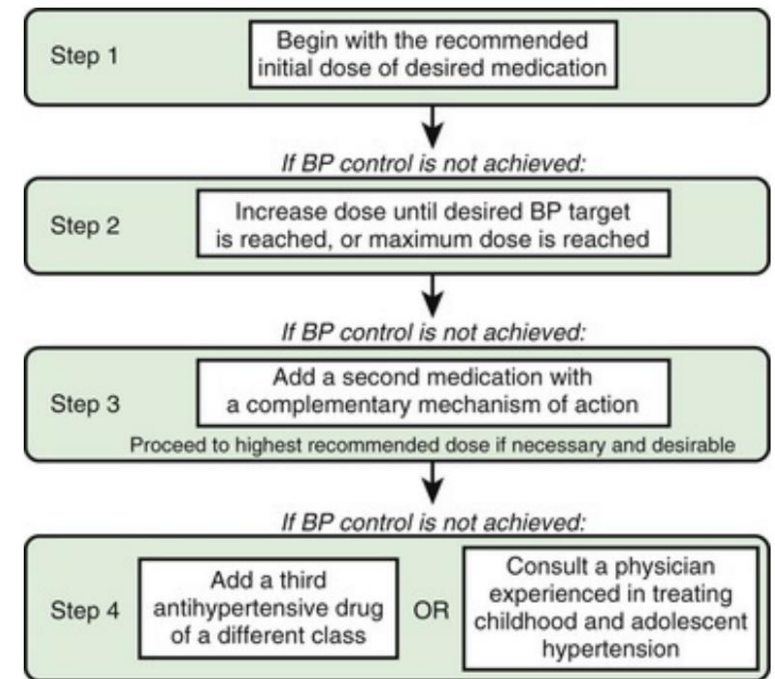 Step 1
Begin with the recommended
initial dose of desired medication
If BP control is not achieved:
Step 2
Increase dose until desired BP target
is reached, or maximum dose is reached
If BP control is not achieved:
Step 3
Add a second medication with
a complementary mechanism of action
Proceed to highest recommended dose if necessary and desirable
If BP control is not achieved:
Step 4
Add a third
antihypertensive drug
of a different class
OR
Consult a physician
experienced in treating
childhood and adolescent
hypertension